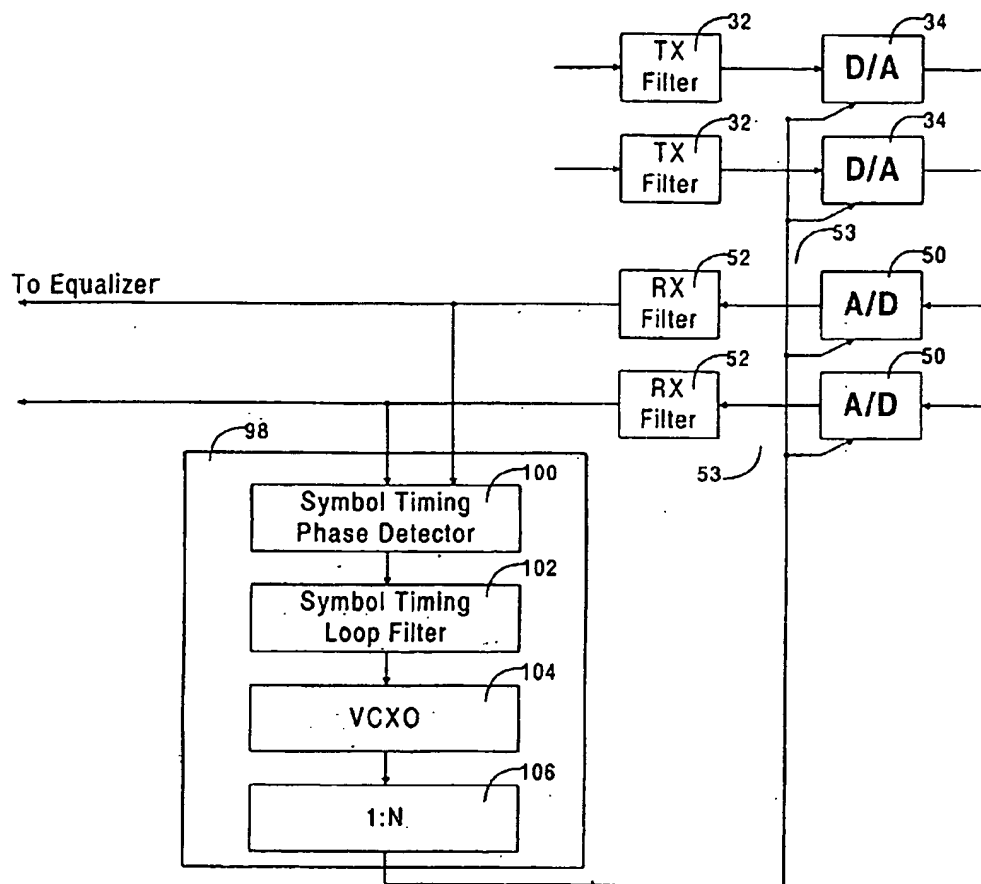 32
TX
Filter
34
D/A
32
TX
Filter
34
D/A
53
To Equalizer
52
RX
Filter
50
A/D
52
RX
Filter
50
A/D
98
53
100
Symbol Timing
Phase Detector
102
Symbol Timing
Loop Filter
104
VCXO
106
1:N